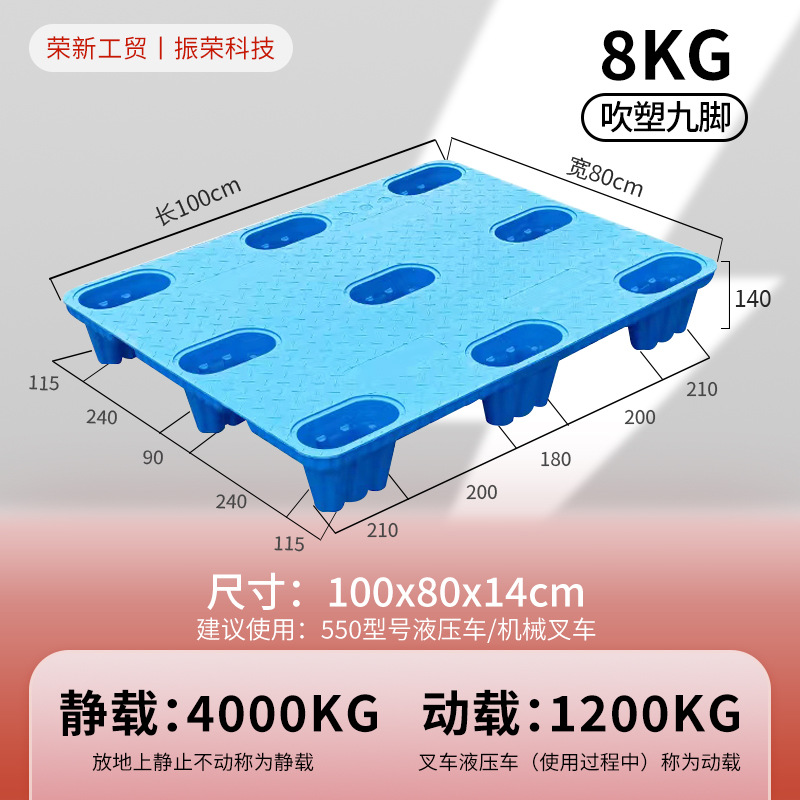 荣新工贸丨振荣科技
8KG
吹塑九脚
长100cm
宽80cm
140
115
240
90
240
115
210
200
180
200
210
尺寸：100x80x14cm
建议使用：550型号液压车/机械叉车
静载：4000KG
放地上静止不动称为静载
动载：1200KG
叉车液压车（使用过程中）称为动载